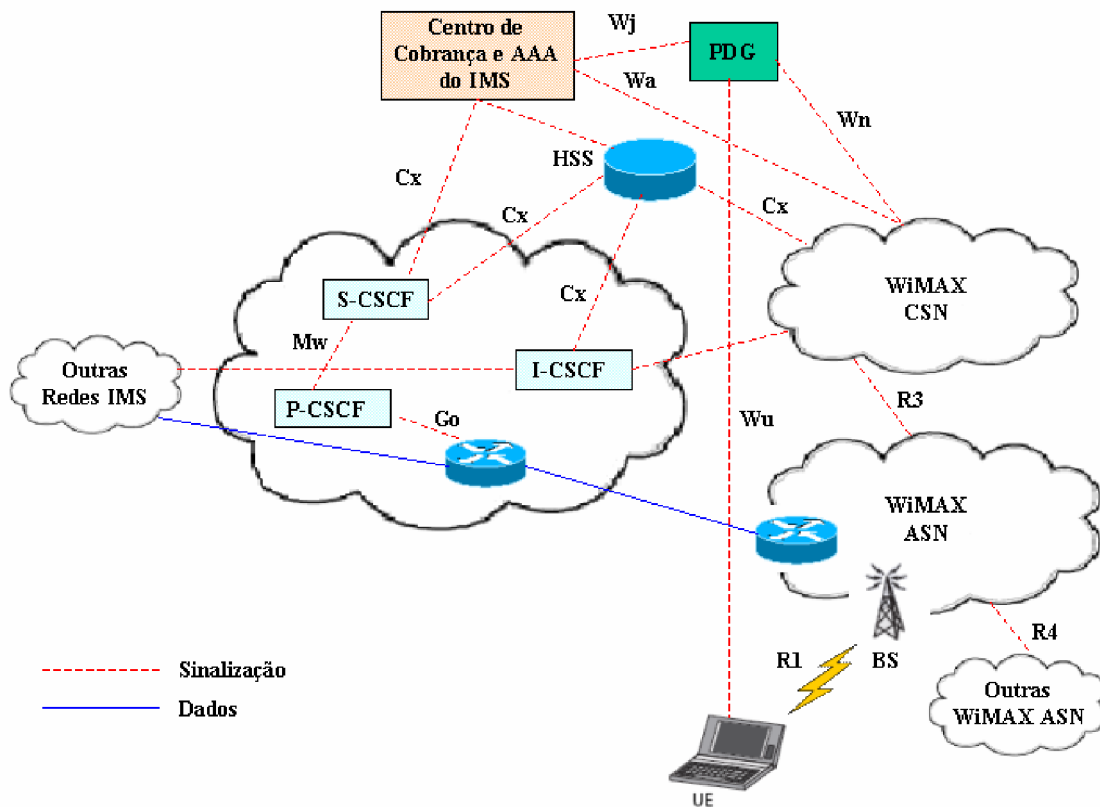 Centro de
Cobrança e AAA
do IMS
Wj
PDG
Wa
Wn
HSS
Cx
Cx
Cx
WiMAX
CSN
S-CSCF
Cx
Mw
I-CSCF
Outras
Redes IMS
P-CSCF
Go
Wu
R3
WiMAX
ASN
R4
Sinalização
R1
BS
Dados
Outras
WiMAX ASN
UE